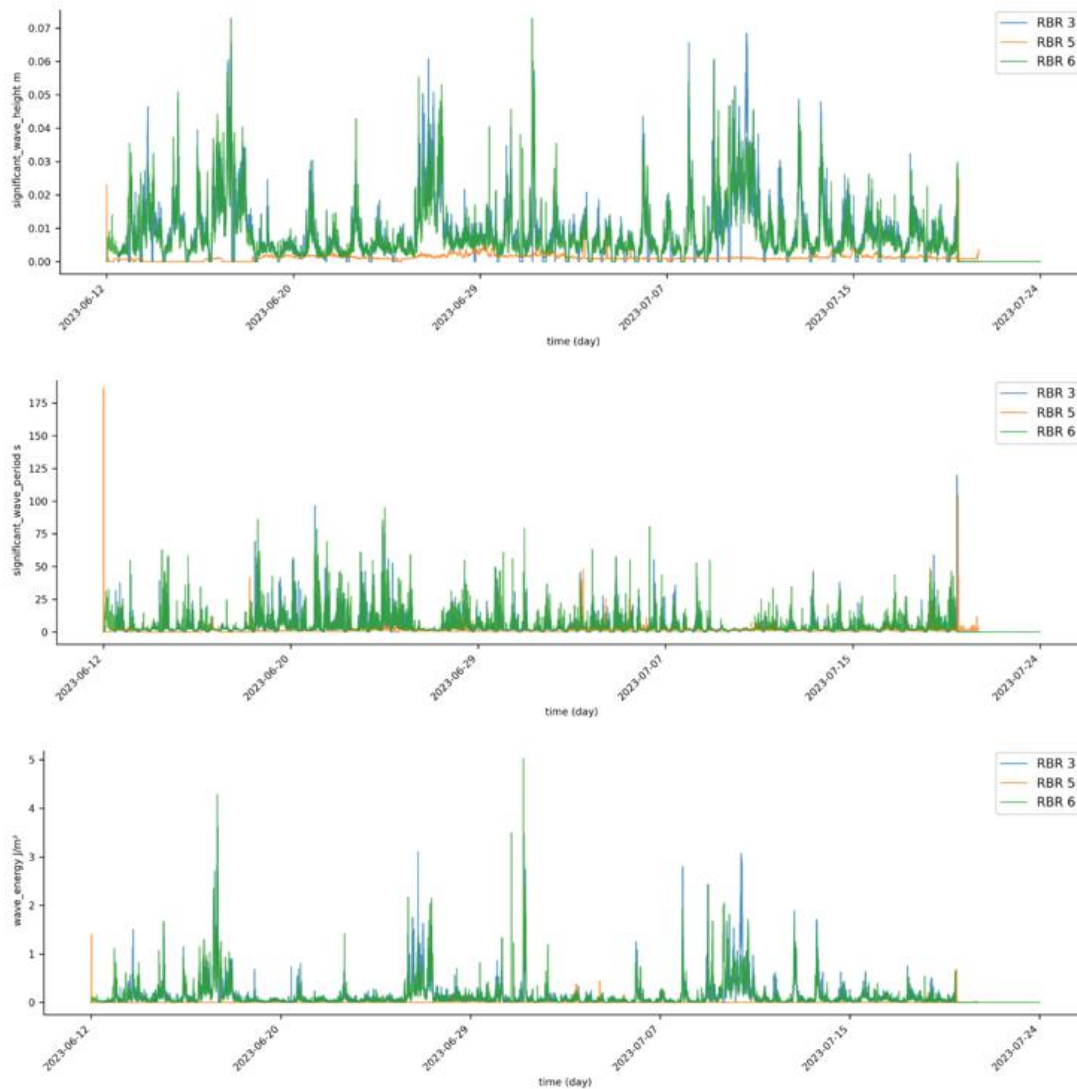 0.07
0.06
0.05
0.04
0.03
0.02
0.01
0.00
significant_wave_height m
RBR 3
RBR 5
RBR 6
2023-06-12
2023-06-20
2023-06-29
2023-07-07
2023-07-15
2023-07-24
time (day)
175
150
125
100
75
50
25
0
significant_wave_period s
RBR 3
RBR 5
RBR 6
2023-06-12
2023-06-20
2023-06-29
2023-07-07
2023-07-15
2023-07-24
time (day)
5
4
3
2
1
0
wave_energy J/m²
RBR 3
RBR 5
RBR 6
2023-06-12
2023-06-20
2023-06-29
2023-07-07
2023-07-15
2023-07-24
time (day)